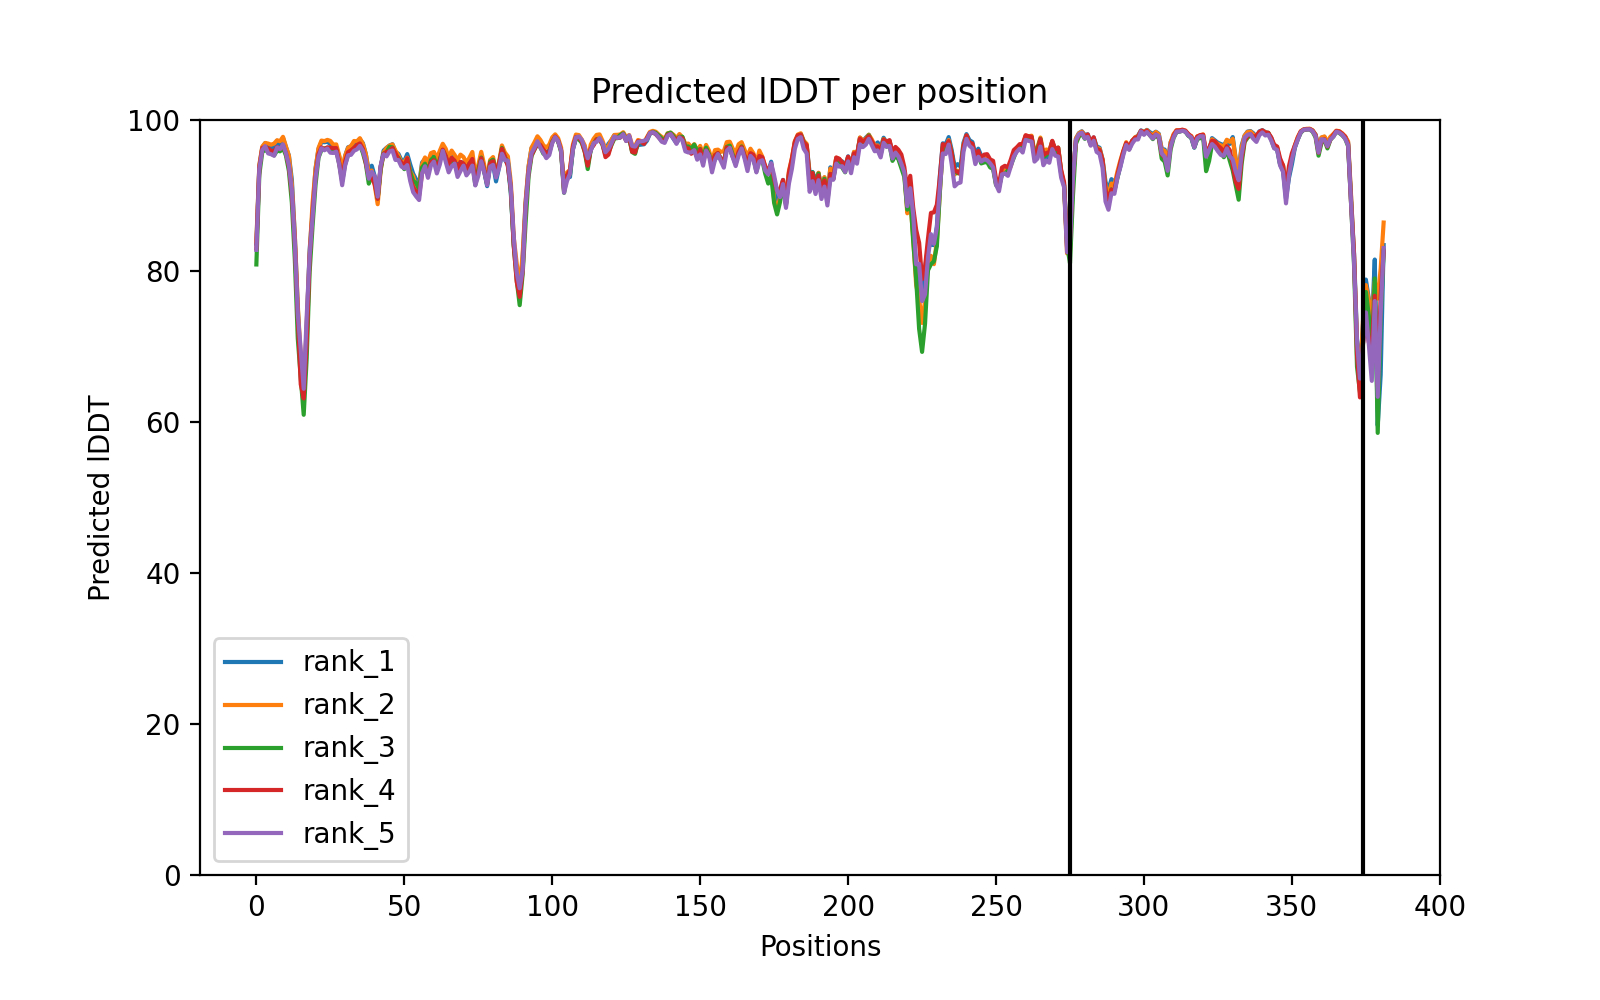 Predicted lDDT per position
100
80
60
40
20
0
Predicted lDDT
rank_1
rank_2
rank_3
rank_4
rank_5
0 50 100 150 200 250 300 350 400
Positions